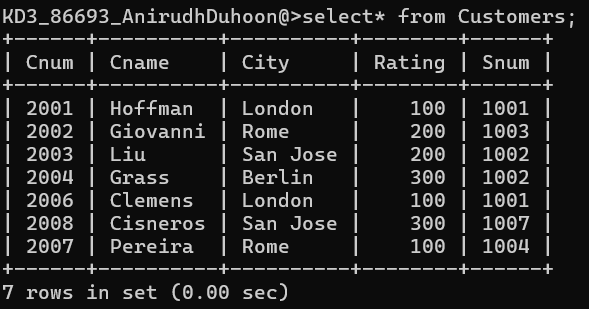 KD3_86693_AnirudhDuhoon@>select* from Customers;
+------+----------+----------+--------+------+
| Cnum | Cname    | City     | Rating | Snum |
+------+----------+----------+--------+------+
| 2001 | Hoffman  | London   |    100 | 1001 |
| 2002 | Giovanni | Rome     |    200 | 1003 |
| 2003 | Liu      | San Jose |    200 | 1002 |
| 2004 | Grass    | Berlin   |    300 | 1002 |
| 2006 | Clemens  | London   |    100 | 1001 |
| 2008 | Cisneros | San Jose |    300 | 1007 |
| 2007 | Pereira  | Rome     |    100 | 1004 |
+------+----------+----------+--------+------+
7 rows in set (0.00 sec)